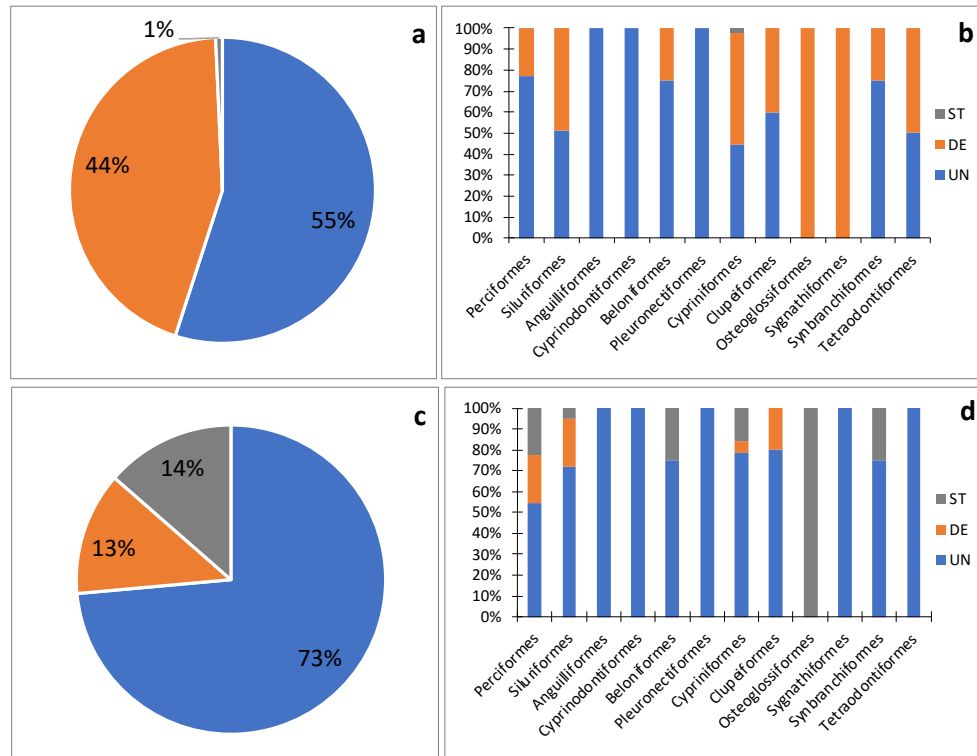 a
1%
44%
55%
b
100%
90%
80%
70%
60%
50%
40%
30%
20%
10%
0%
ST
DE
UN
Perciformes
Siluriformes
Anguilliformes
Cyprinodontiformes
Beloniformes
Pleuronectiformes
Cypriniformes
Clupeiformes
Osteoglossiformes
Sygnathiformes
Synbranchiformes
Tetraodontiformes
c
14%
13%
73%
d
100%
90%
80%
70%
60%
50%
40%
30%
20%
10%
0%
ST
DE
UN
Perciformes
Siluriformes
Anguilliformes
Cyprinodontiformes
Beloniformes
Pleuronectiformes
Cypriniformes
Clupeiformes
Osteoglossiformes
Sygnathiformes
Synbranchiformes
Tetraodontiformes